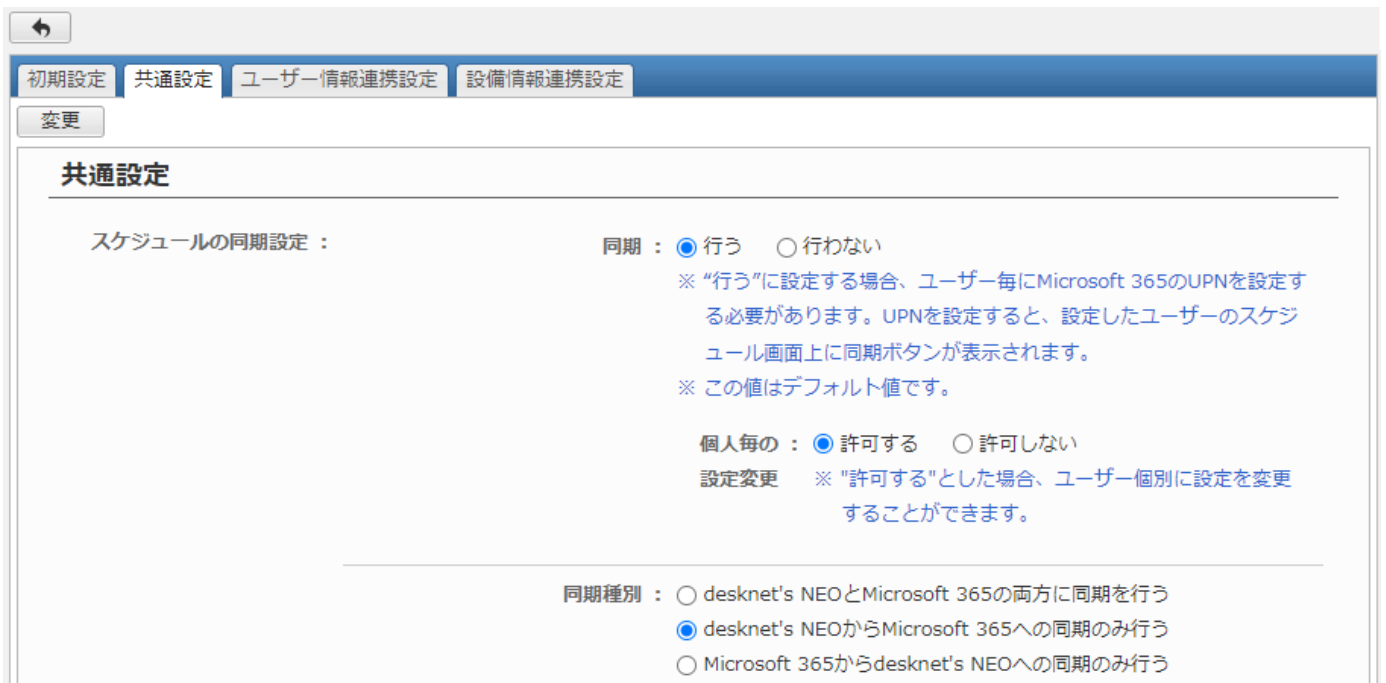 初期設定 共通設定 ユーザー情報連携設定 設備情報連携設定
変更
共通設定
スケジュールの同期設定 : 同期 : 行う 行わない
※ “行う”に設定する場合、ユーザー毎にMicrosoft 365のUPNを設定す
る必要があります。UPNを設定すると、設定したユーザーのスケジ
ュール画面上に同期ボタンが表示されます。
※ この値はデフォルト値です。
個人毎の : 許可する 許可しない
設定変更 ※ "許可する"とした場合、ユーザー個別に設定を変更
することができます。
同期種別 : desknet's NEOとMicrosoft 365の両方に同期を行う
desknet's NEOからMicrosoft 365への同期のみ行う
Microsoft 365からdesknet's NEOへの同期のみ行う